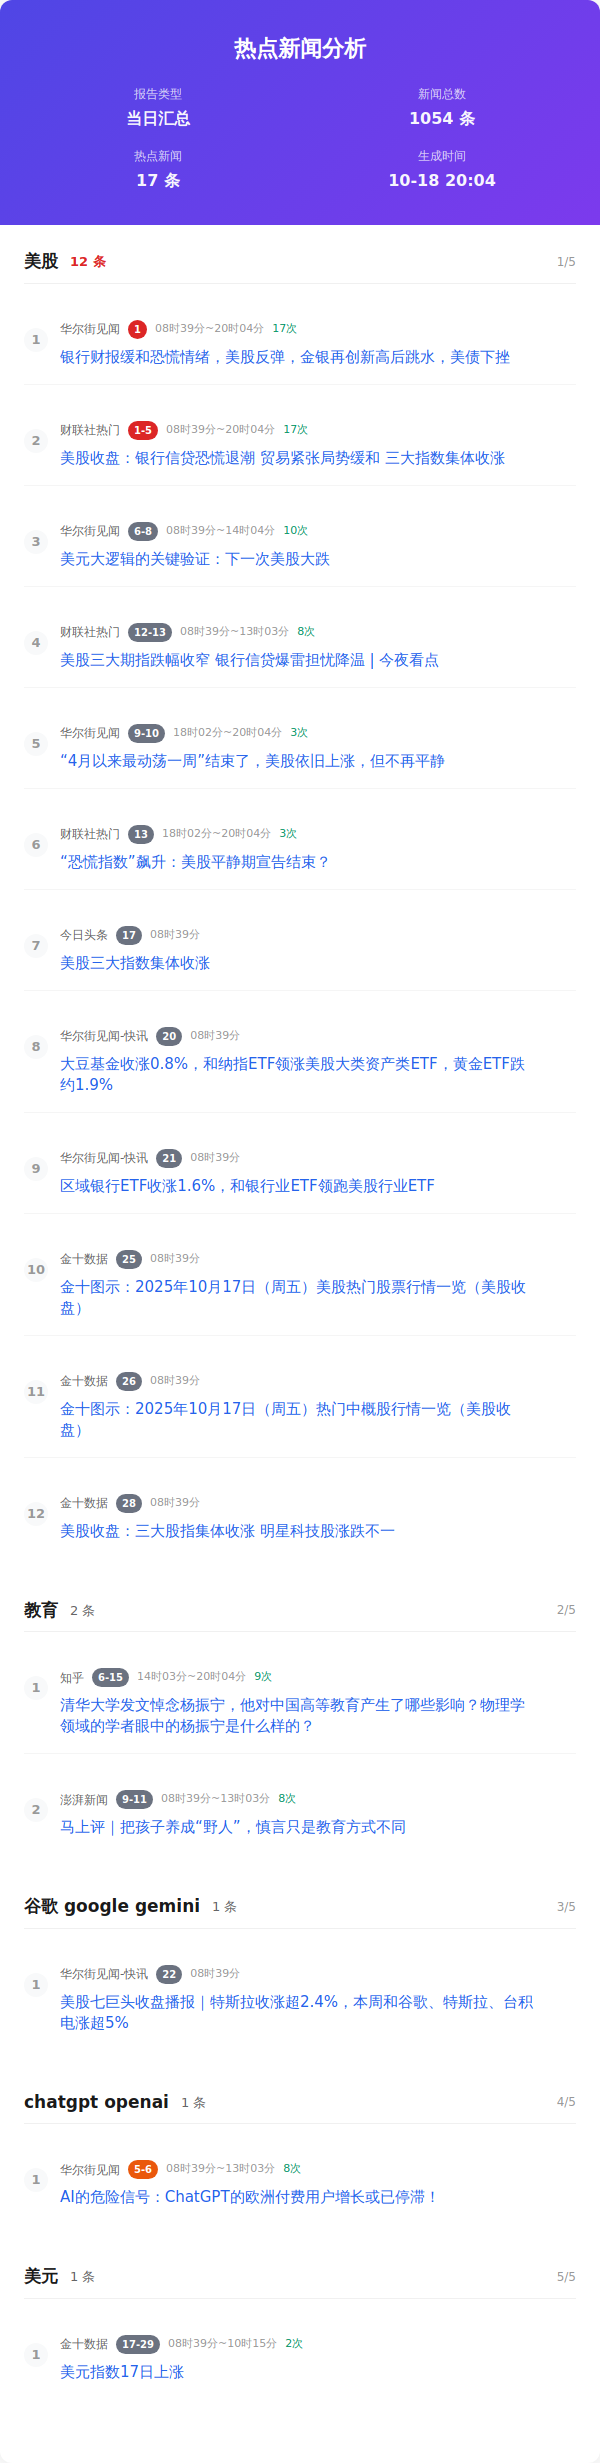 热点新闻分析
报告类型
新闻总数
当日汇总
1054 条
热点新闻
生成时间
17 条
10-18 20:04
美股 12 条 1/5
华尔街见闻 1 08时39分~20时04分 17次
1
银行财报缓和恐慌情绪，美股反弹，金银再创新高后跳水，美债下挫
财联社热门 1-5 08时39分~20时04分 17次
2
美股收盘：银行信贷恐慌退潮 贸易紧张局势缓和 三大指数集体收涨
华尔街见闻 6-8 08时39分~14时04分 10次
3
美元大逻辑的关键验证：下一次美股大跌
财联社热门 12-13 08时39分~13时03分 8次
4
美股三大期指跌幅收窄 银行信贷爆雷担忧降温 | 今夜看点
华尔街见闻 9-10 18时02分~20时04分 3次
5
“4月以来最动荡一周”结束了，美股依旧上涨，但不再平静
财联社热门 13 18时02分~20时04分 3次
6
“恐慌指数”飙升：美股平静期宣告结束？
今日头条 17 08时39分
7
美股三大指数集体收涨
华尔街见闻-快讯 20 08时39分
8
大豆基金收涨0.8%，和纳指ETF领涨美股大类资产类ETF，黄金ETF跌
约1.9%
华尔街见闻-快讯 21 08时39分
9
区域银行ETF收涨1.6%，和银行业ETF领跑美股行业ETF
金十数据 25 08时39分
10
金十图示：2025年10月17日（周五）美股热门股票行情一览（美股收
盘）
金十数据 26 08时39分
11
金十图示：2025年10月17日（周五）热门中概股行情一览（美股收
盘）
金十数据 28 08时39分
12
美股收盘：三大股指集体收涨 明星科技股涨跌不一
教育 2 条 2/5
知乎 6-15 14时03分~20时04分 9次
1
清华大学发文悼念杨振宁，他对中国高等教育产生了哪些影响？物理学
领域的学者眼中的杨振宁是什么样的？
澎湃新闻 9-11 08时39分~13时03分 8次
2
马上评｜把孩子养成“野人”，慎言只是教育方式不同
谷歌 google gemini 1 条 3/5
华尔街见闻-快讯 22 08时39分
1
美股七巨头收盘播报｜特斯拉收涨超2.4%，本周和谷歌、特斯拉、台积
电涨超5%
chatgpt openai 1 条 4/5
华尔街见闻 5-6 08时39分~13时03分 8次
1
AI的危险信号：ChatGPT的欧洲付费用户增长或已停滞！
美元 1 条 5/5
金十数据 17-29 08时39分~10时15分 2次
1
美元指数17日上涨